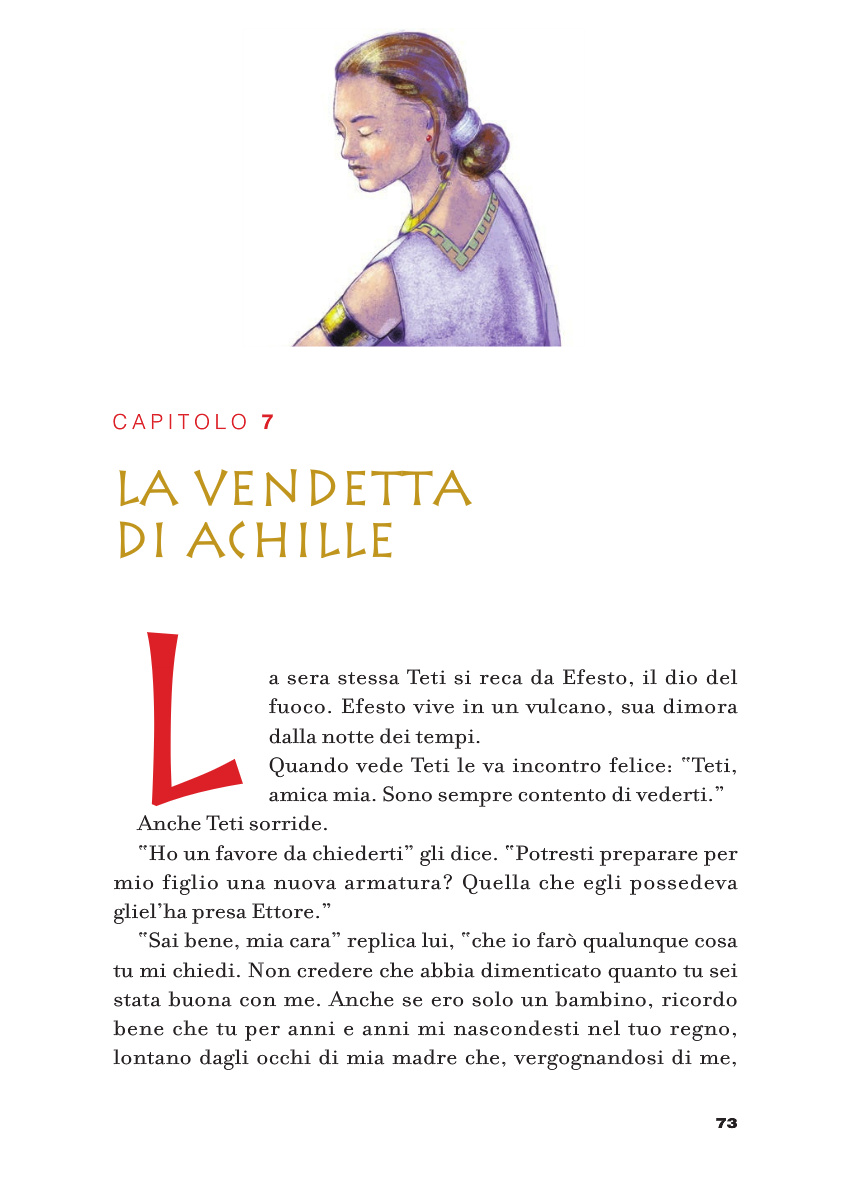 CAPITOLO 7
LA VENDETTA
DI ACHILLE
La sera stessa Teti si reca da Efesto, il dio del
fuoco. Efesto vive in un vulcano, sua dimora
dalla notte dei tempi.
Quando vede Teti le va incontro felice: “Teti,
amica mia. Sono sempre contento di vederti.”
Anche Teti sorride.
“Ho un favore da chiederti” gli dice. “Potresti preparare per
mio figlio una nuova armatura? Quella che egli possedeva
gliel’ha presa Ettore.”
“Sai bene, mia cara” replica lui, “che io farò qualunque cosa
tu mi chiedi. Non credere che abbia dimenticato quanto tu sei
stata buona con me. Anche se ero solo un bambino, ricordo
bene che tu per anni e anni mi nascondesti nel tuo regno,
lontano dagli occhi di mia madre che, vergognandosi di me,
73